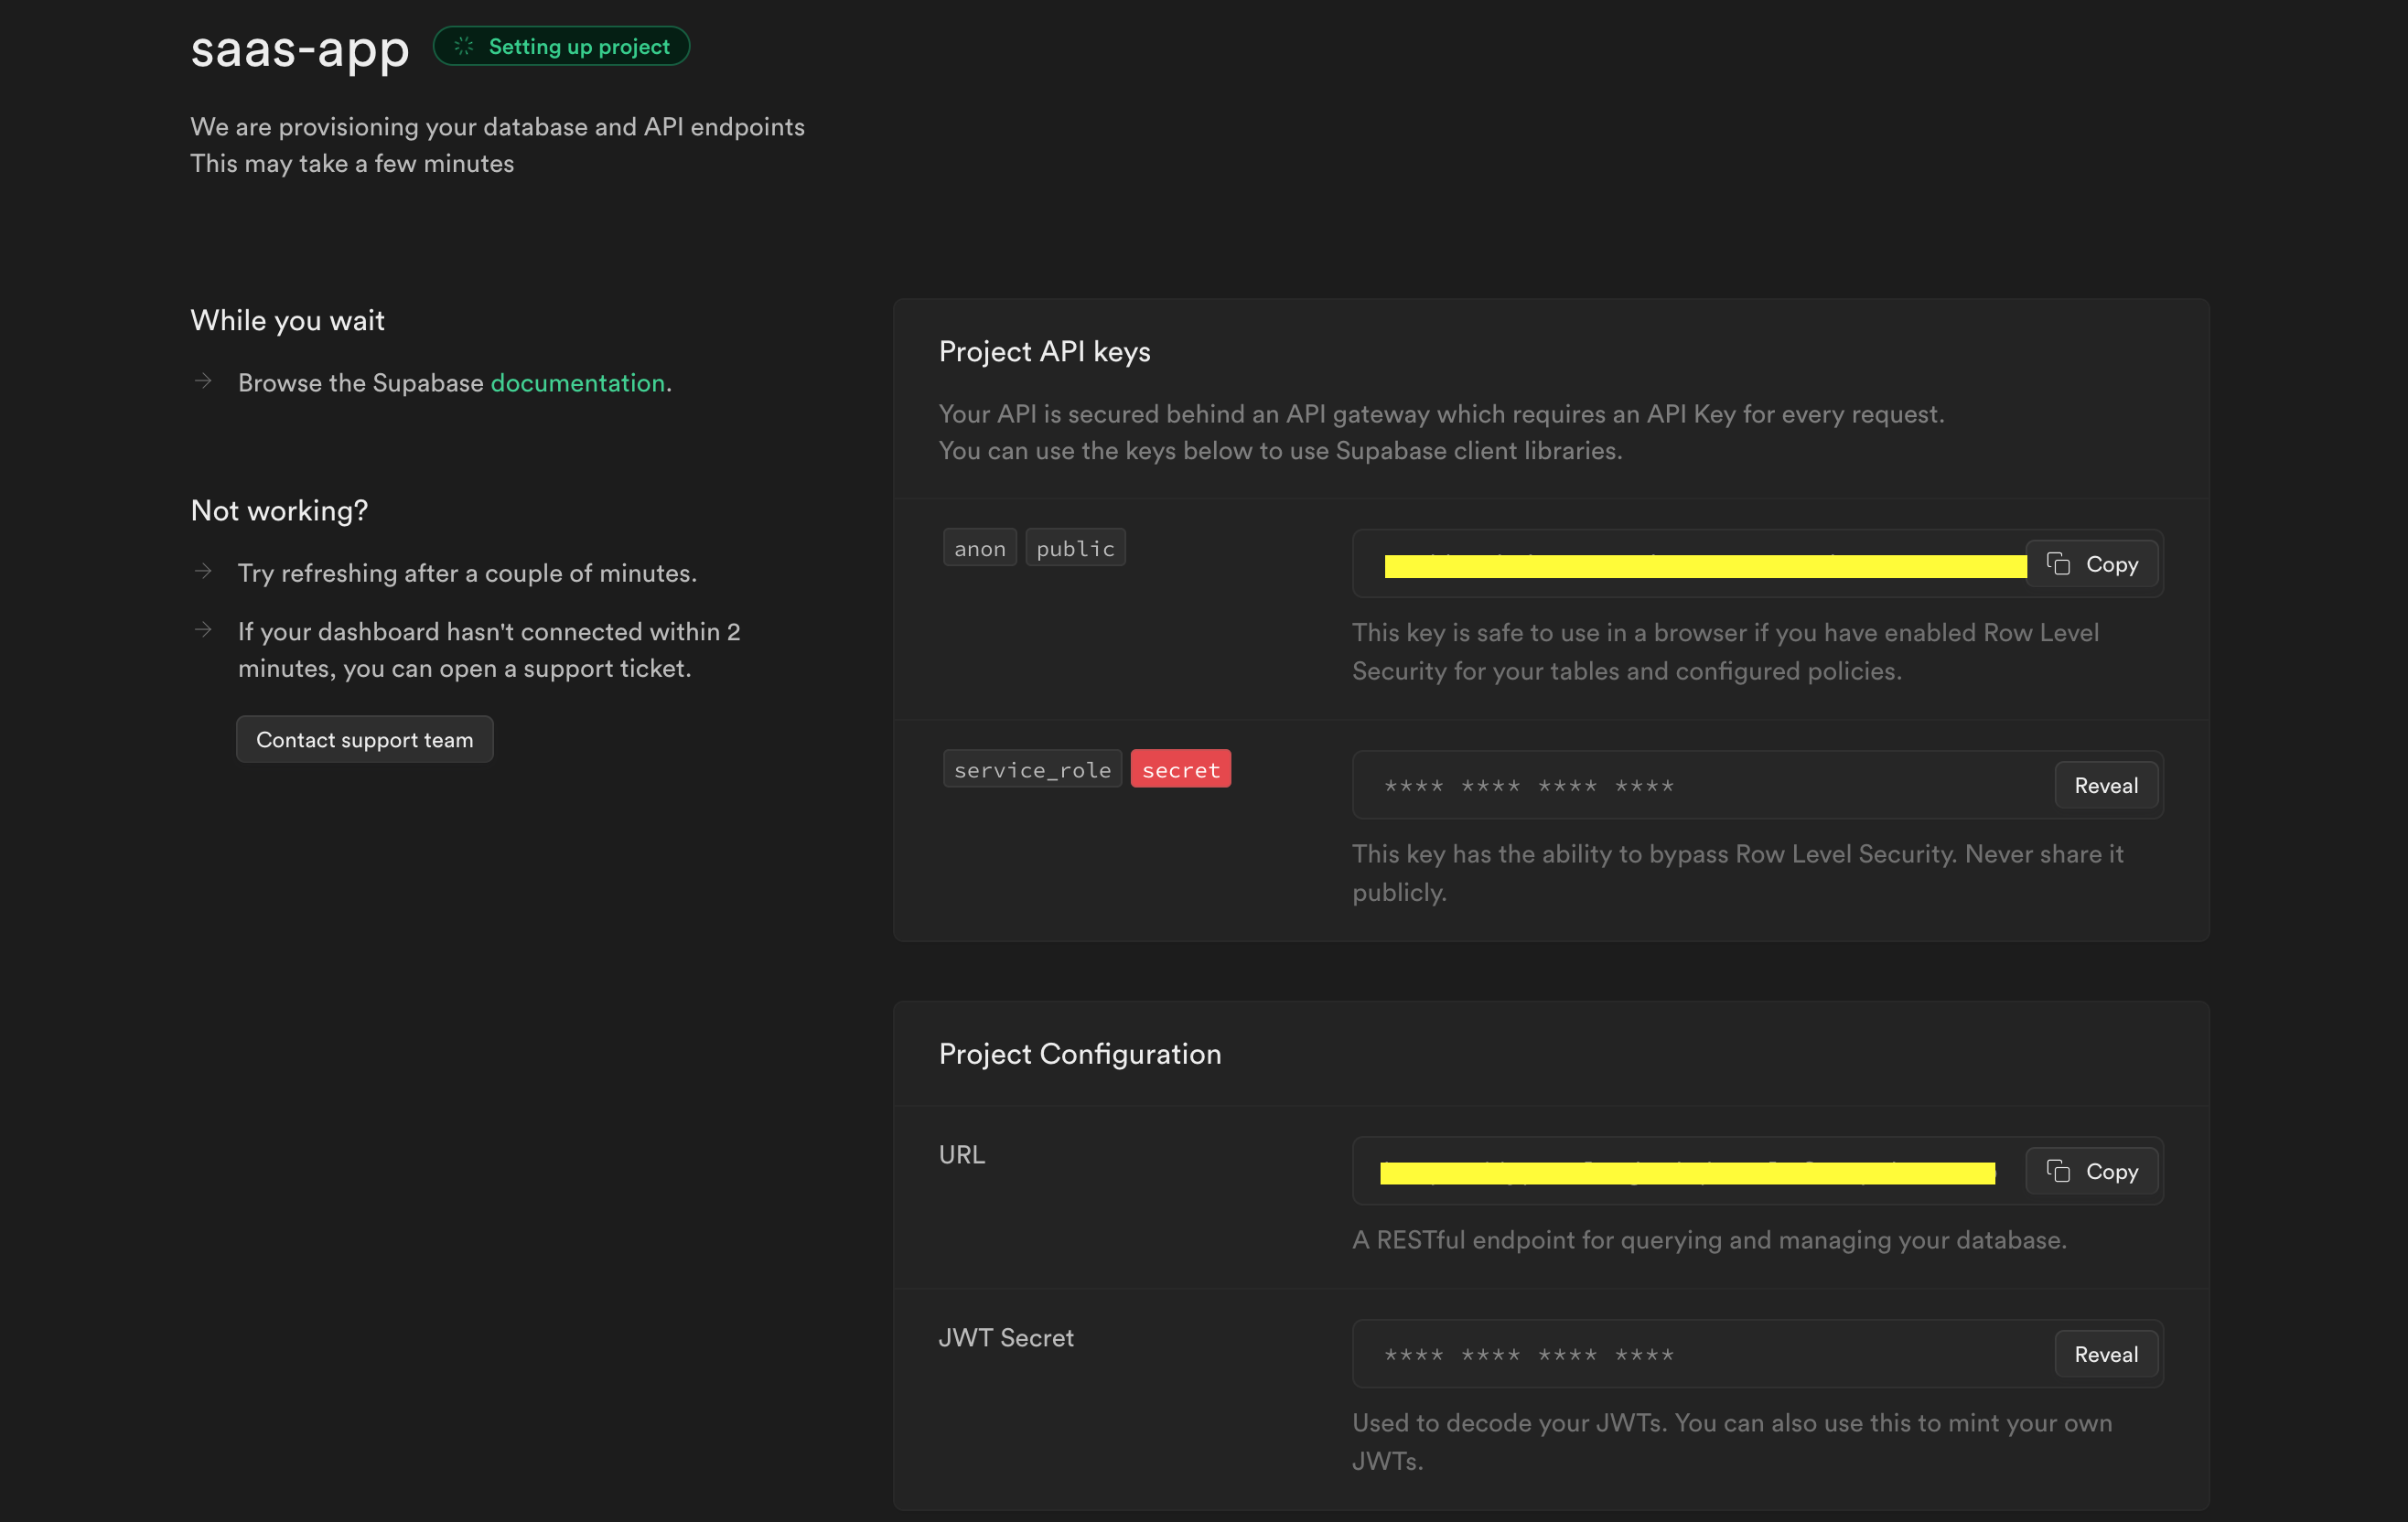 saas-app
Setting up project
We are provisioning your database and API endpoints
This may take a few minutes
While you wait
Browse the Supabase documentation.
Not working?
Try refreshing after a couple of minutes.
If your dashboard hasn't connected within 2
minutes, you can open a support ticket.
Contact support team
Project API keys
Your API is secured behind an API gateway which requires an API Key for every request.
You can use the keys below to use Supabase client libraries.
anon public
Copy
This key is safe to use in a browser if you have enabled Row Level
Security for your tables and configured policies.
service_role secret
**** **** **** ****
Reveal
This key has the ability to bypass Row Level Security. Never share it
publicly.
Project Configuration
URL
Copy
A RESTful endpoint for querying and managing your database.
JWT Secret
**** **** **** ****
Reveal
Used to decode your JWTs. You can also use this to mint your own
JWTs.